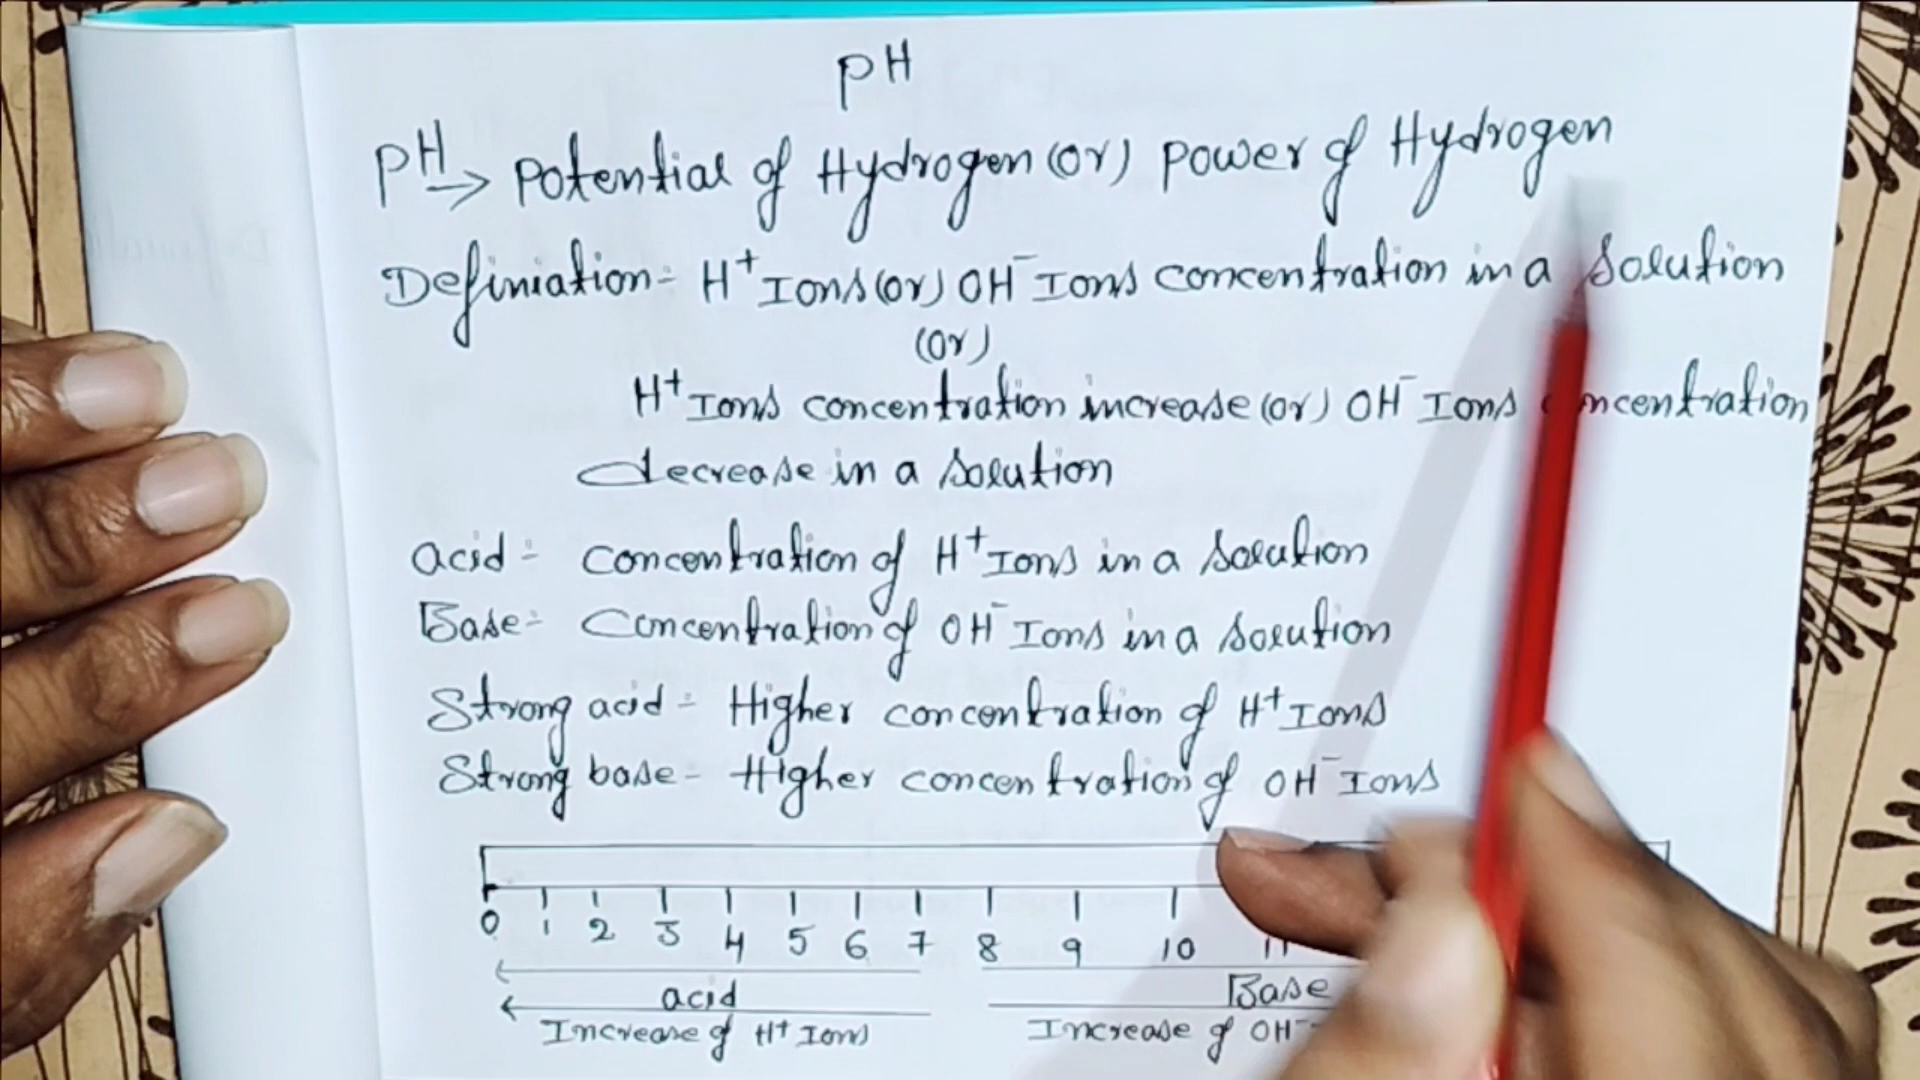 PH
PH → Potential of Hydrogen (or) Power of Hydrogen
Definiation = H+ Ions (or) OH- Ions concentration in a solution
(or)
H+ Ions concentration increase (or) OH- Ions
decrease in a solution
acid = concentration of H+ Ions in a solution
Base = Concentration of OH- Ions in a solution
Strong acid = Higher concentration of H+ Ions
Strong base - Higher concentration of OH- Ions
0 1 2 3 4 5 6 7 8 9 10 11
acid Base
Increase of H+ Ions Increase of OH-